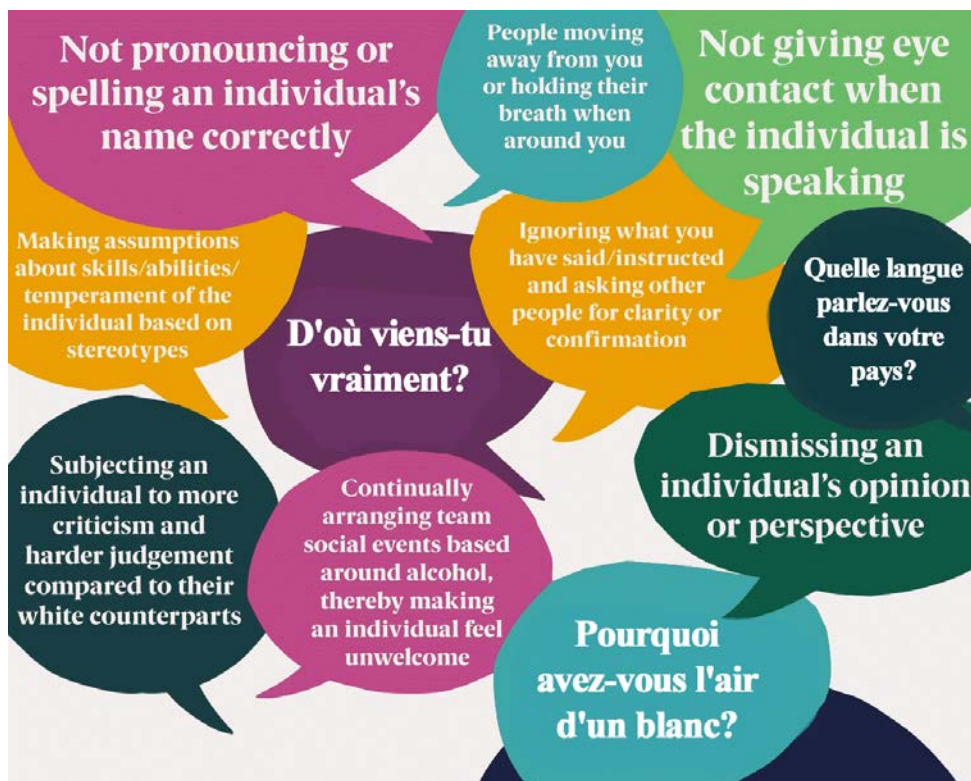 Not pronouncing or
spelling an individual's
name correctly
People moving
away from you
or holding their
breath when
around you
Not giving eye
contact when
the individual is
speaking
Making assumptions
about skills/abilities/
temperament of the
individual based on
stereotypes
D'où viens-tu
vraiment?
Ignoring what you
have said/instructed
and asking other
people for clarity or
confirmation
Quelle langue
parlez-vous
dans votre
pays?
Subjecting an
individual to more
criticism and
harder judgement
compared to their
white counterparts
Continually
arranging team
social events based
around alcohol,
thereby making
an individual feel
unwelcome
Dismissing an
individual's opinion
or perspective
Pourquoi
avez-vous l'air
d'un blanc?